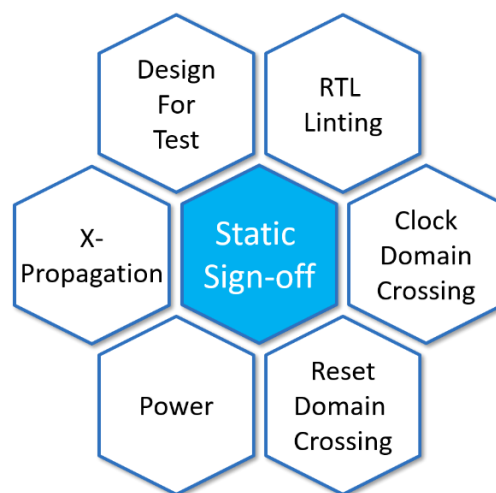 Design
For
Test
RTL
Linting
X-
Propagation
Static
Sign-off
Clock
Domain
Crossing
Power
Reset
Domain
Crossing